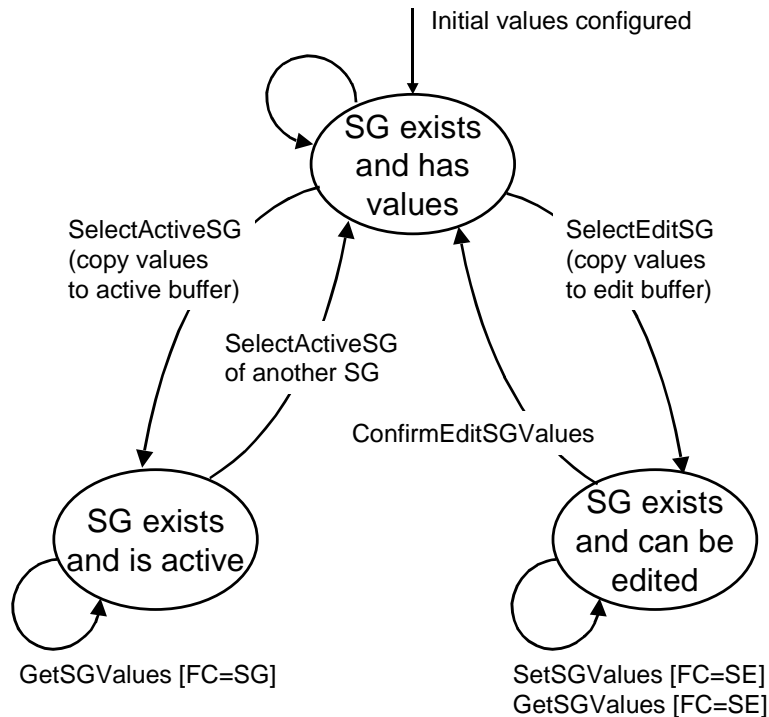 Initial values configured
SG exists
and has
values
SelectActiveSG
(copy values
to active buffer)
SelectEditSG
(copy values
to edit buffer)
SelectActiveSG
of another SG
ConfirmEditSGValues
SG exists
and is active
SG exists
and can be
edited
GetSGValues [FC=SG]
SetSGValues [FC=SE]
GetSGValues [FC=SE]